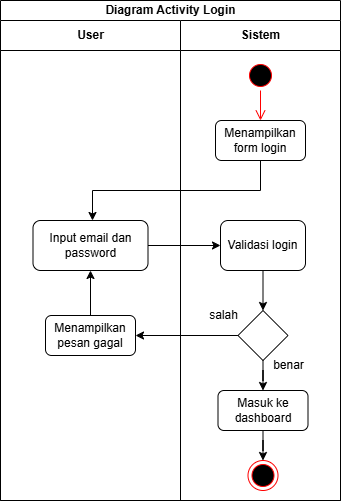 Diagram Activity Login
User
Sistem
Menampilkan
form login
Input email dan
password
Validasi login
salah
Menampilkan
pesan gagal
benar
Masuk ke
dashboard